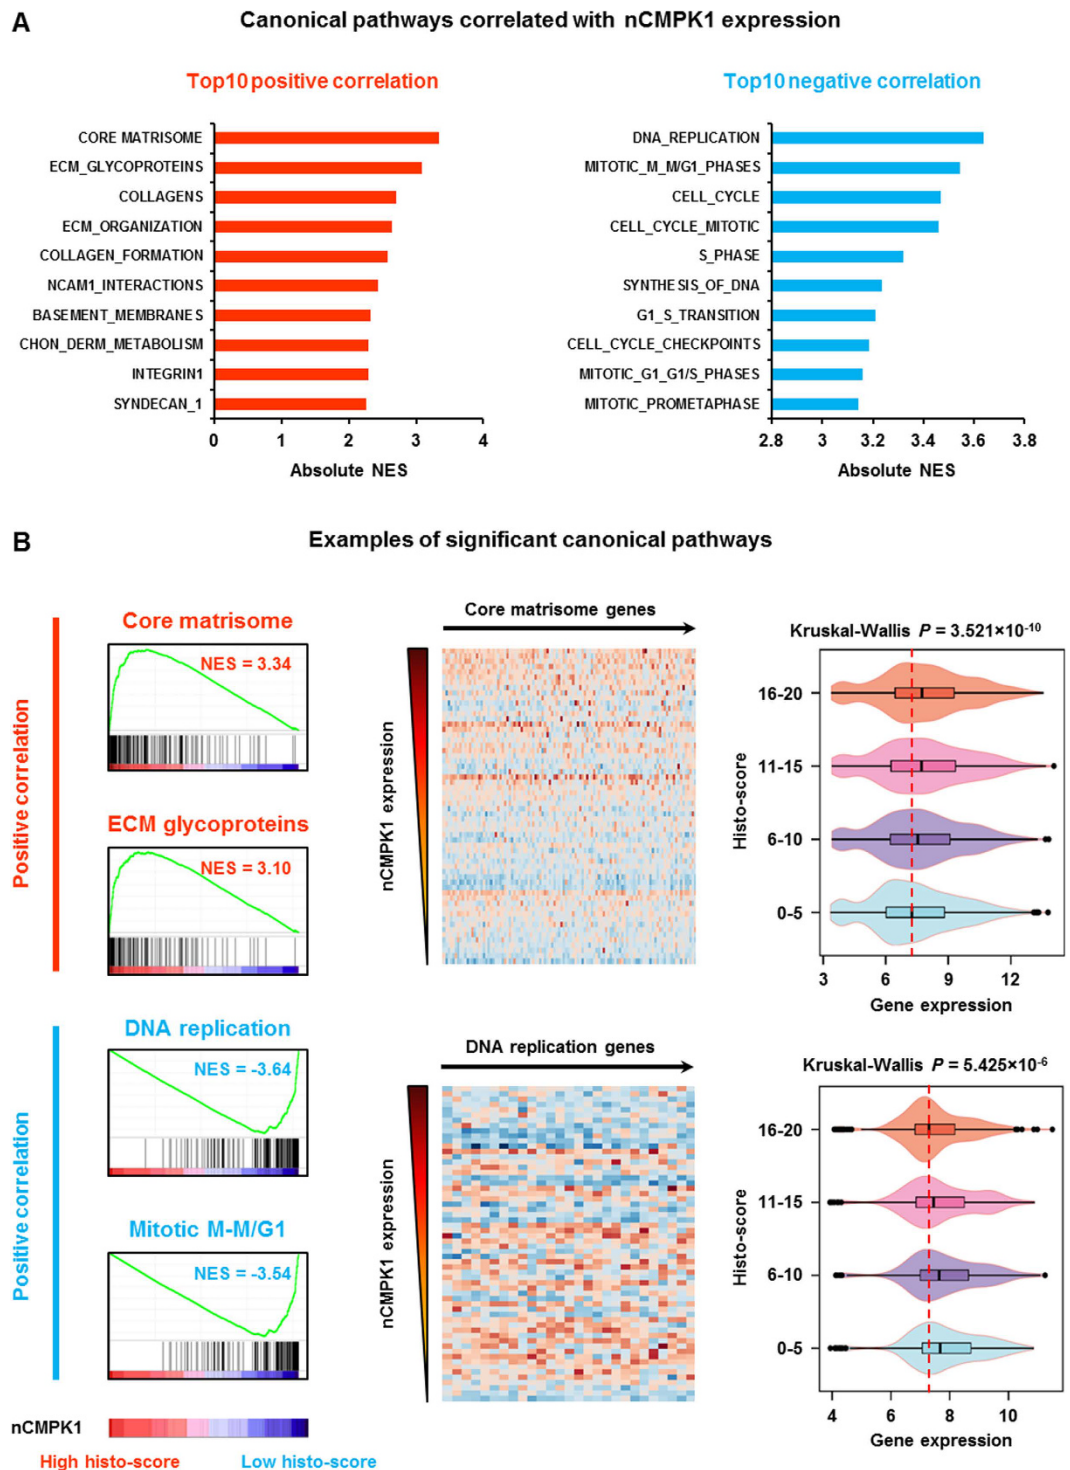 A
Canonical pathways correlated with nCMPK1 expression
Top10 positive correlation
CORE MATRISOME
ECM_GLYCOPROTEINS
COLLAGENS
ECM_ORGANIZATION
COLLAGEN_FORMATION
NCAM1_INTERACTIONS
BASEMENT_MEMBRANES
CHON_DERM_METABOLISM
INTEGRIN1
SYNDECAN_1
0 1 2 3 4
Absolute NES
Top10 negative correlation
DNA_REPLICATION
MITOTIC_M_M/G1_PHASES
CELL_CYCLE
CELL_CYCLE_MITOTIC
S_PHASE
SYNTHESIS_OF_DNA
G1_S_TRANSITION
CELL_CYCLE_CHECKPOINTS
MITOTIC_G1_G1/S_PHASES
MITOTIC_PROMETAPHASE
2.8 3 3.2 3.4 3.6 3.8
Absolute NES
B
Examples of significant canonical pathways
Positive correlation
Core matrisome
NES = 3.34
ECM glycoproteins
NES = 3.10
Core matrisome genes
nCMPK1 expression
Kruskal-Wallis P = 3.521×10-10
Histo-score
16-20
11-15
6-10
0-5
3 6 9 12
Gene expression
Positive correlation
DNA replication
NES = -3.64
Mitotic M-M/G1
NES = -3.54
DNA replication genes
nCMPK1 expression
Kruskal-Wallis P = 5.425×10-6
Histo-score
16-20
11-15
6-10
0-5
4 6 8 10
Gene expression
nCMPK1
High histo-score
Low histo-score